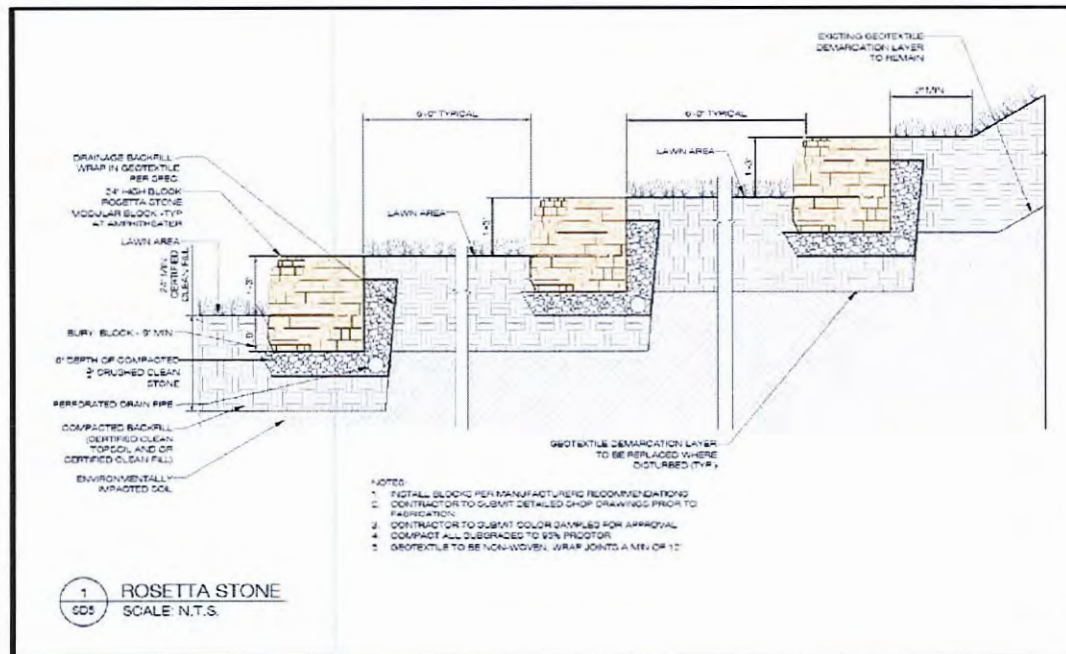 EXISTING GEOTEXTILE
DEMARCATION LAYER
TO REMAIN
2' MIN
6'-0" TYPICAL
6'-0" TYPICAL
DRAINAGE BACKFILL
WRAP IN GEOTEXTILE
PER SPEC.
24" HIGH BLOCK
ROSETTA STONE
MODULAR BLOCK - TYP
AT AMPHITHEATER
LAWN AREA
LAWN AREA
LAWN AREA
1'-3"
1'-3"
1'-3"
24" MIN
CERTIFIED
CLEAN FILL
BURY BLOCK - 9" MIN
6" DEPTH OF COMPACTED
CRUSHED CLEAN
STONE
PERFORATED DRAIN PIPE
COMPACTED BACKFILL
(CERTIFIED CLEAN
TOPSOIL AND OR
CERTIFIED CLEAN FILL)
ENVIRONMENTALLY
IMPACTED SOIL
GEOTEXTILE DEMARCATION LAYER
TO BE REPLACED WHERE
DISTURBED (TYP.)
NOTES:
1. INSTALL BLOCKS PER MANUFACTURERS RECOMMENDATIONS
2. CONTRACTOR TO SUBMIT DETAILED SHOP DRAWINGS PRIOR TO
FABRICATION
3. CONTRACTOR TO SUBMIT COLOR SAMPLES FOR APPROVAL
4. COMPACT ALL SUBGRADES TO 95% PROCTOR
5. GEOTEXTILE TO BE NON-WOVEN, WRAP JOINTS A MIN OF 12"
1
SD5
ROSETTA STONE
SCALE: N.T.S.